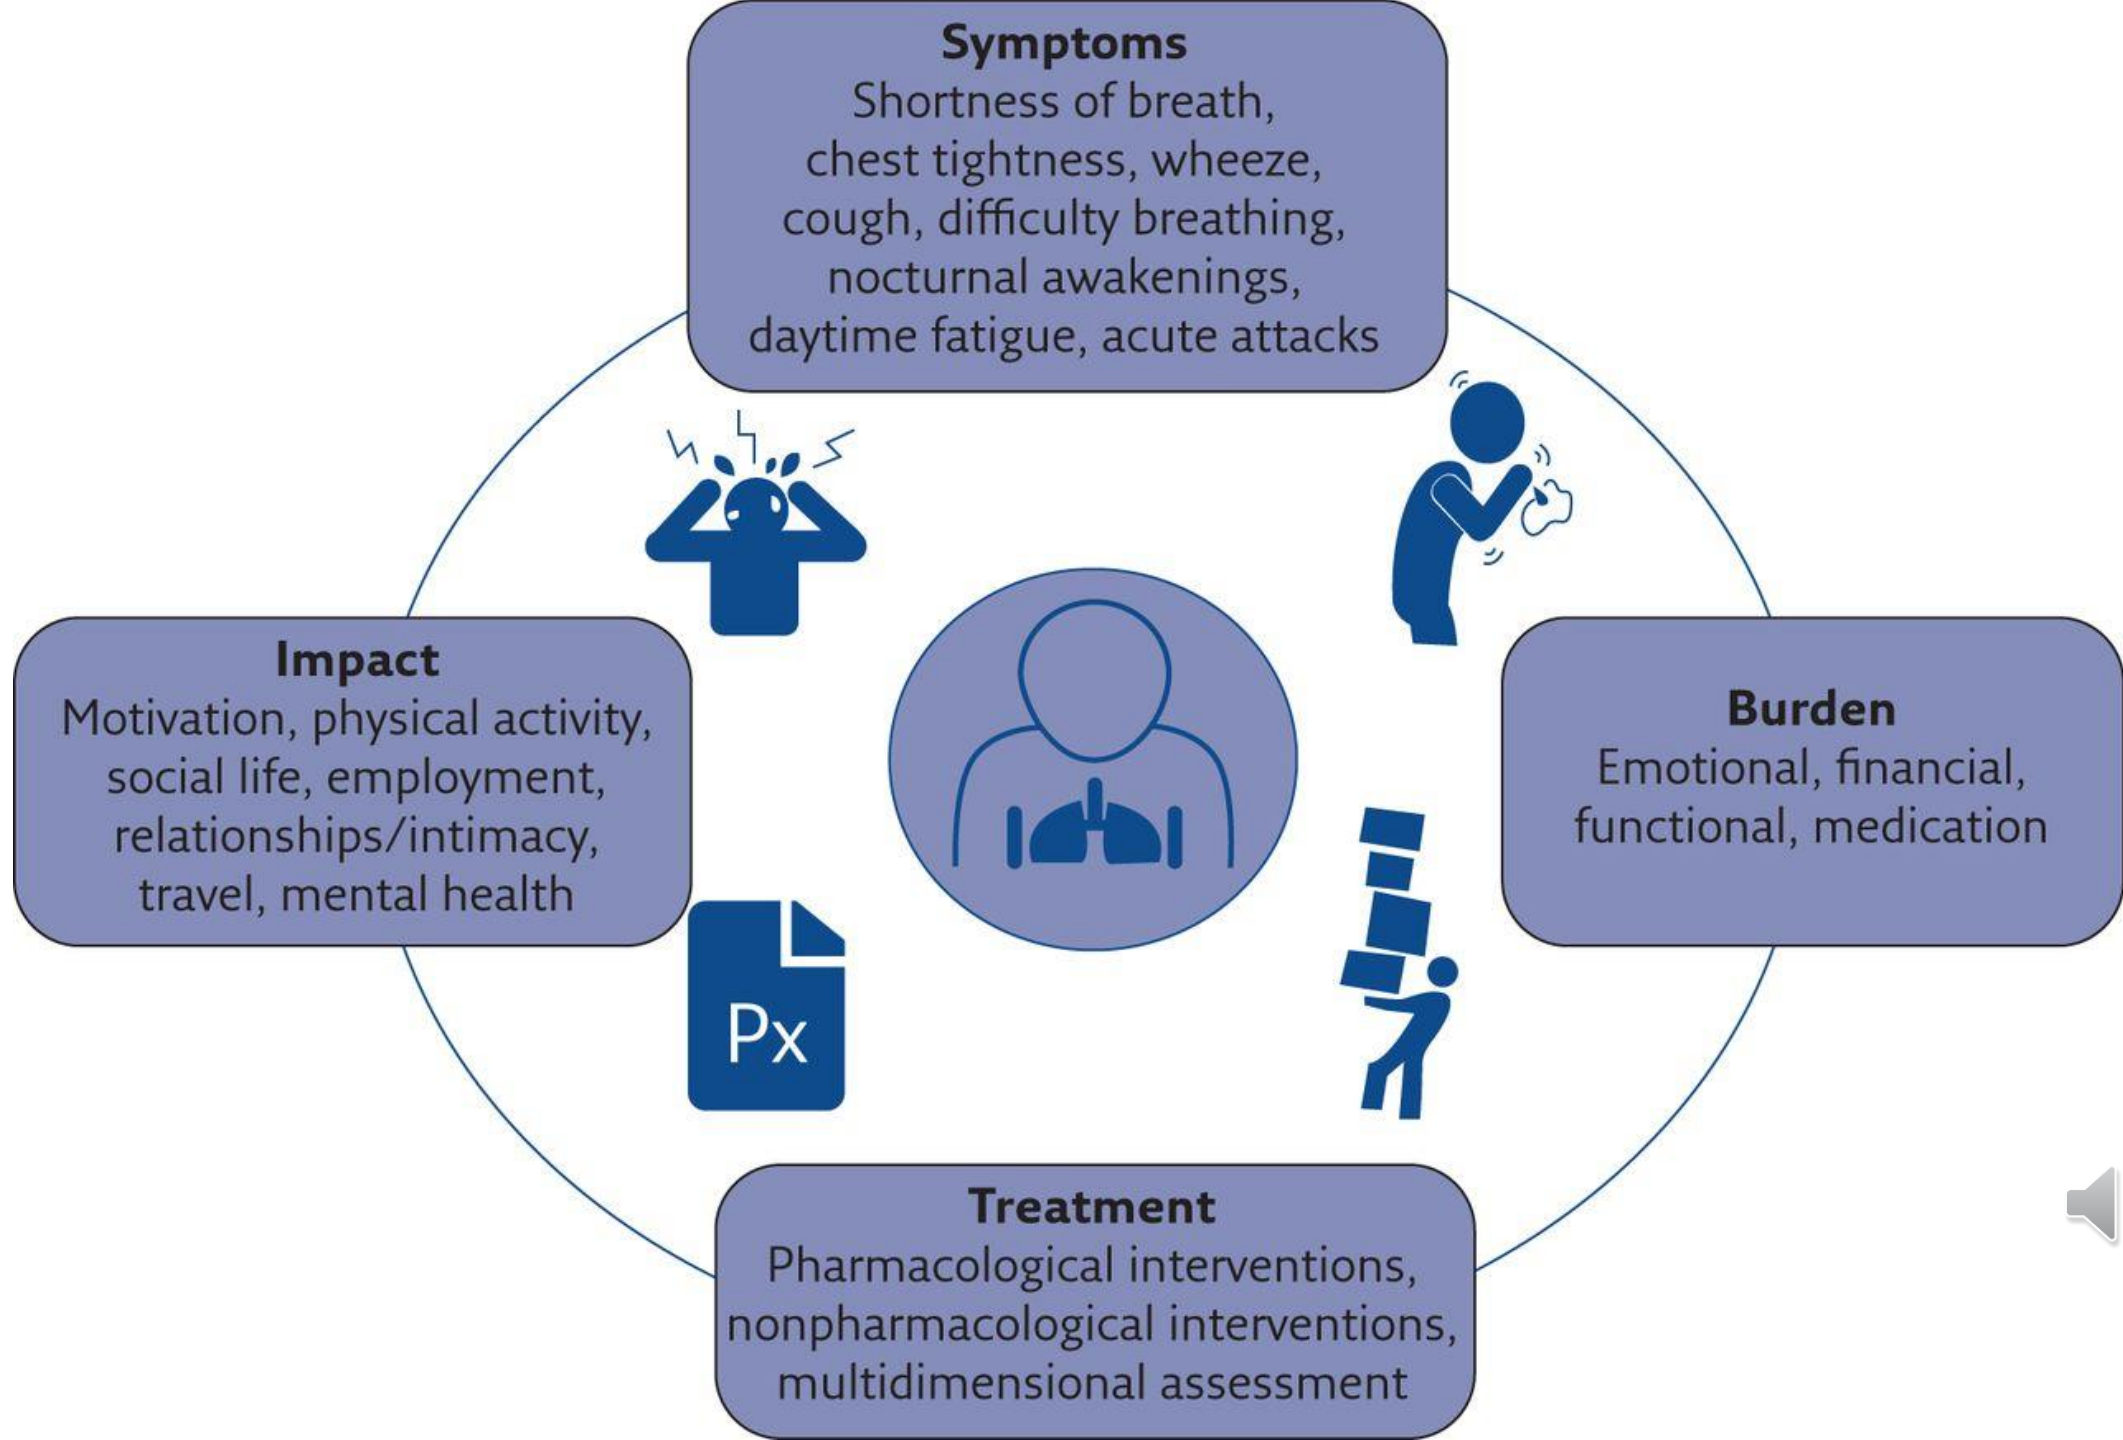 Symptoms
Shortness of breath,
chest tightness, wheeze,
cough, difficulty breathing,
nocturnal awakenings,
daytime fatigue, acute attacks
Impact
Motivation, physical activity,
social life, employment,
relationships/intimacy,
travel, mental health
Burden
Emotional, financial,
functional, medication
Px
Treatment
Pharmacological interventions,
nonpharmacological interventions,
multidimensional assessment